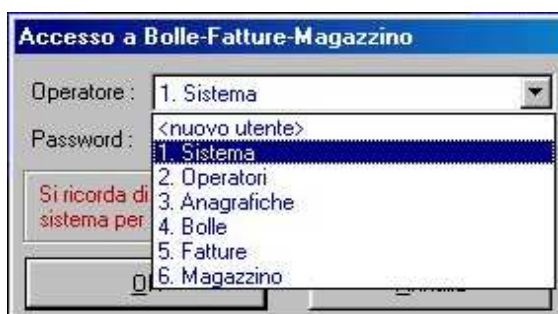 Accesso a Bolle-Fatture-Magazzino
Operatore : 1. Sistema
Password :
<nuovo utente>
1. Sistema
2. Operatori
3. Anagrafiche
4. Bolle
5. Fatture
6. Magazzino
Si ricorda di
sistema per